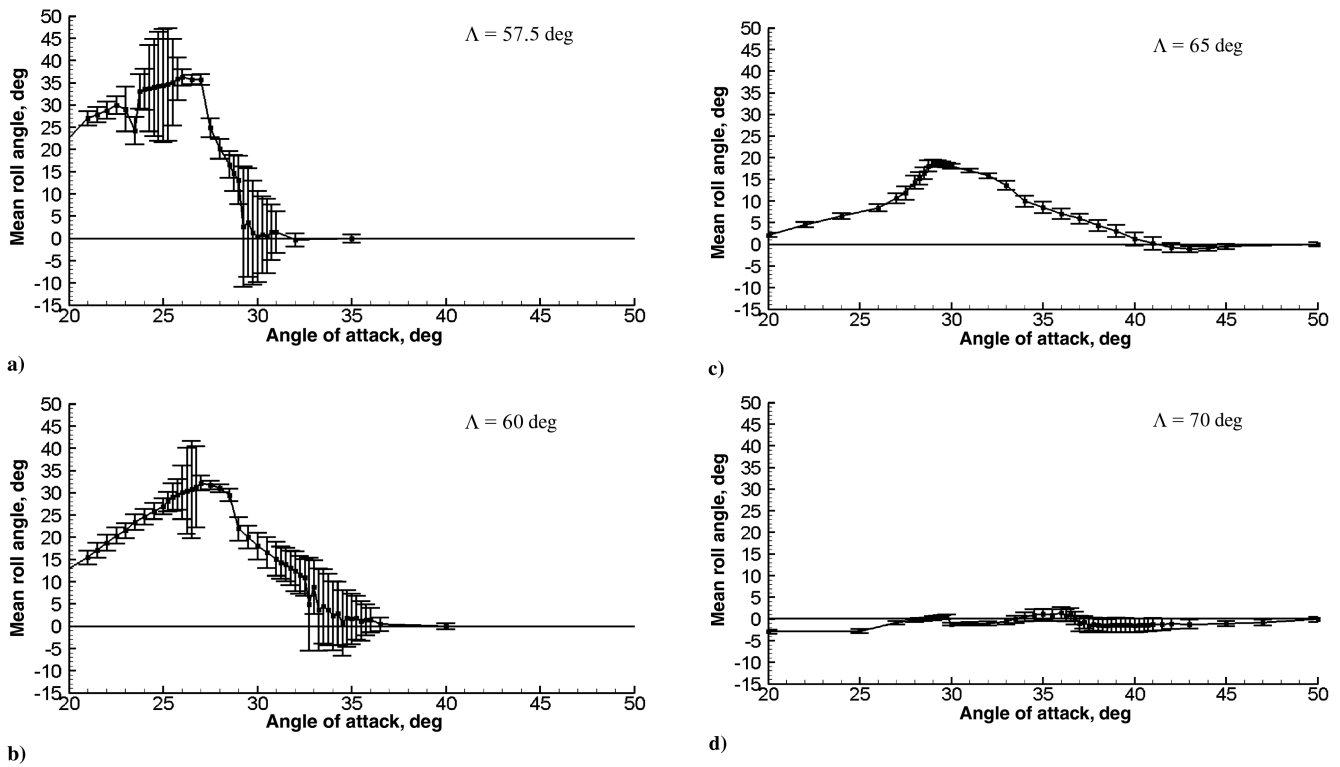 Λ = 57.5 deg
Mean roll angle, deg
50
45
40
35
30
25
20
15
10
5
0
-5
-10
-15
20 25 30 35 40 45 50
Angle of attack, deg
a)
Λ = 60 deg
Mean roll angle, deg
50
45
40
35
30
25
20
15
10
5
0
-5
-10
-15
20 25 30 35 40 45 50
Angle of attack, deg
b)
Λ = 65 deg
Mean roll angle, deg
50
45
40
35
30
25
20
15
10
5
0
-5
-10
-15
20 25 30 35 40 45 50
Angle of attack, deg
c)
Λ = 70 deg
Mean roll angle, deg
50
45
40
35
30
25
20
15
10
5
0
-5
-10
-15
20 25 30 35 40 45 50
Angle of attack, deg
d)